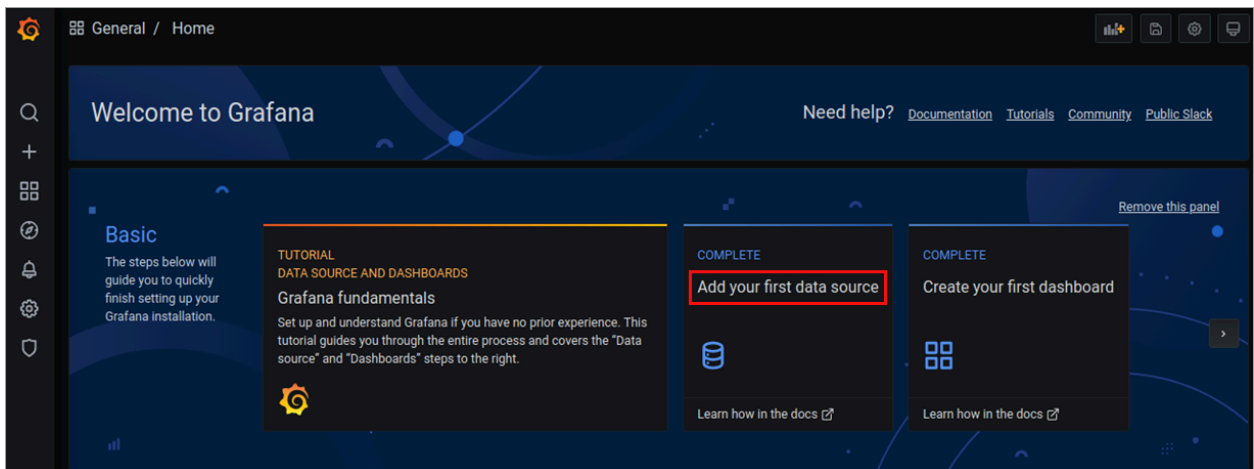 General / Home
Welcome to Grafana
Need help? Documentation Tutorials Community Public Slack
Remove this panel
Basic
The steps below will
guide you to quickly
finish setting up your
Grafana installation.
TUTORIAL
DATA SOURCE AND DASHBOARDS
Grafana fundamentals
Set up and understand Grafana if you have no prior experience. This
tutorial guides you through the entire process and covers the "Data
source" and "Dashboards" steps to the right.
COMPLETE
Add your first data source
Learn how in the docs
COMPLETE
Create your first dashboard
Learn how in the docs